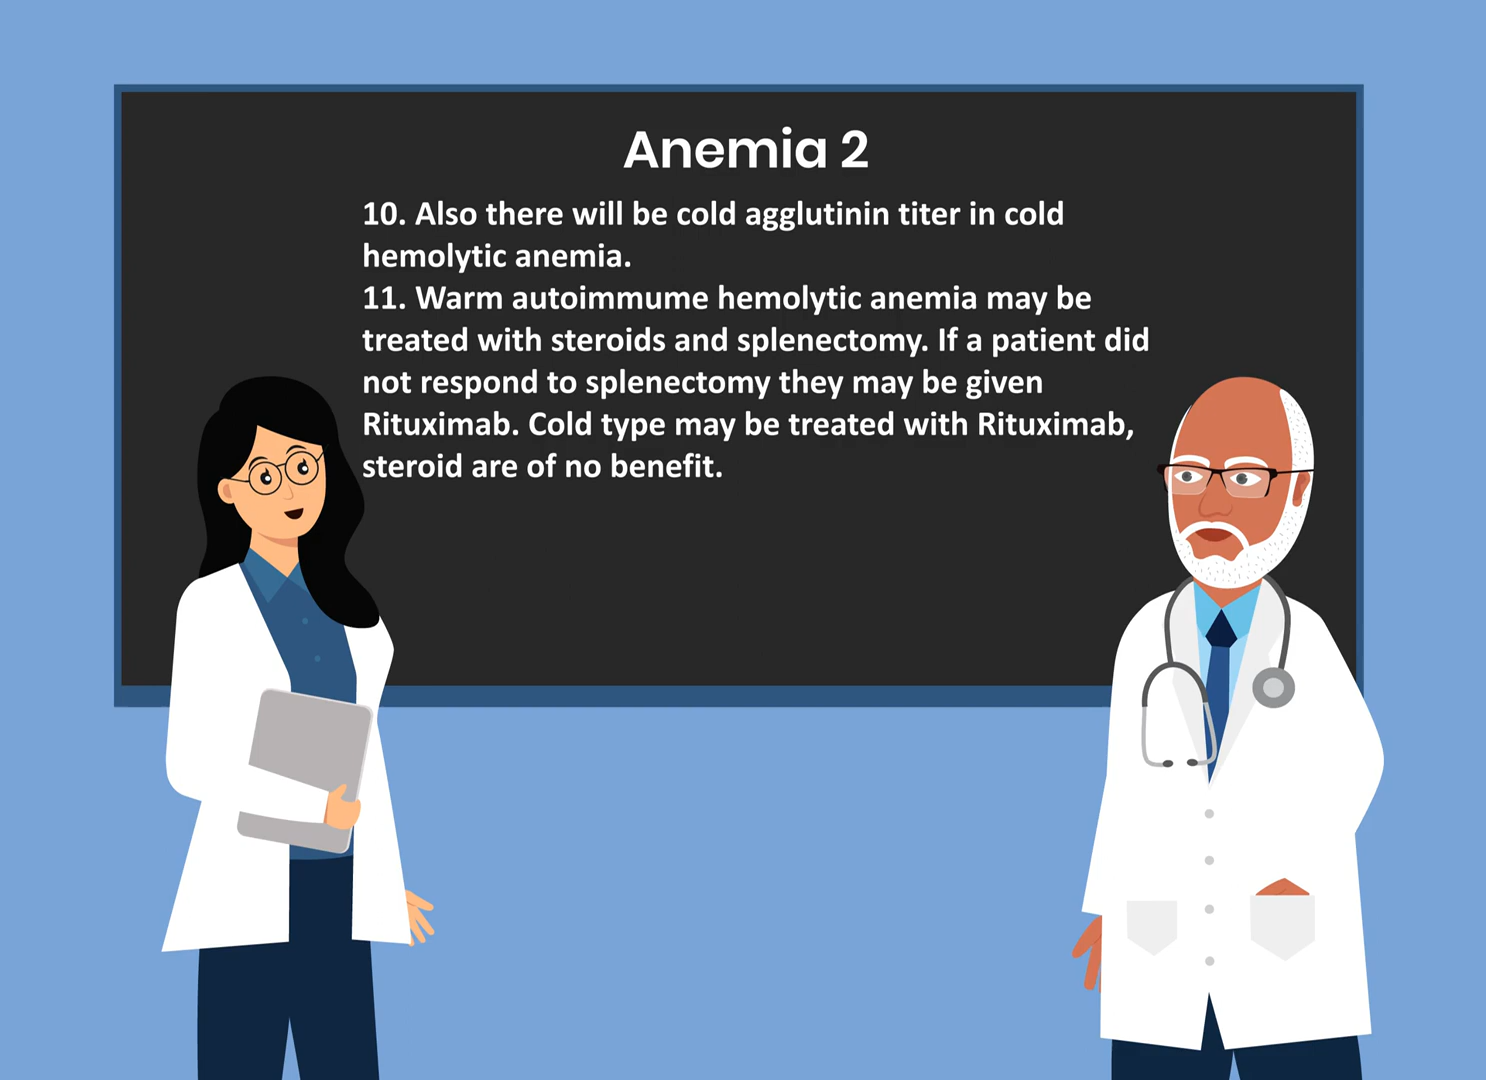 Anemia 2
10. Also there will be cold agglutinin titer in cold
hemolytic anemia.
11. Warm autoimmume hemolytic anemia may be
treated with steroids and splenectomy. If a patient did
not respond to splenectomy they may be given
Rituximab. Cold type may be treated with Rituximab,
steroid are of no benefit.